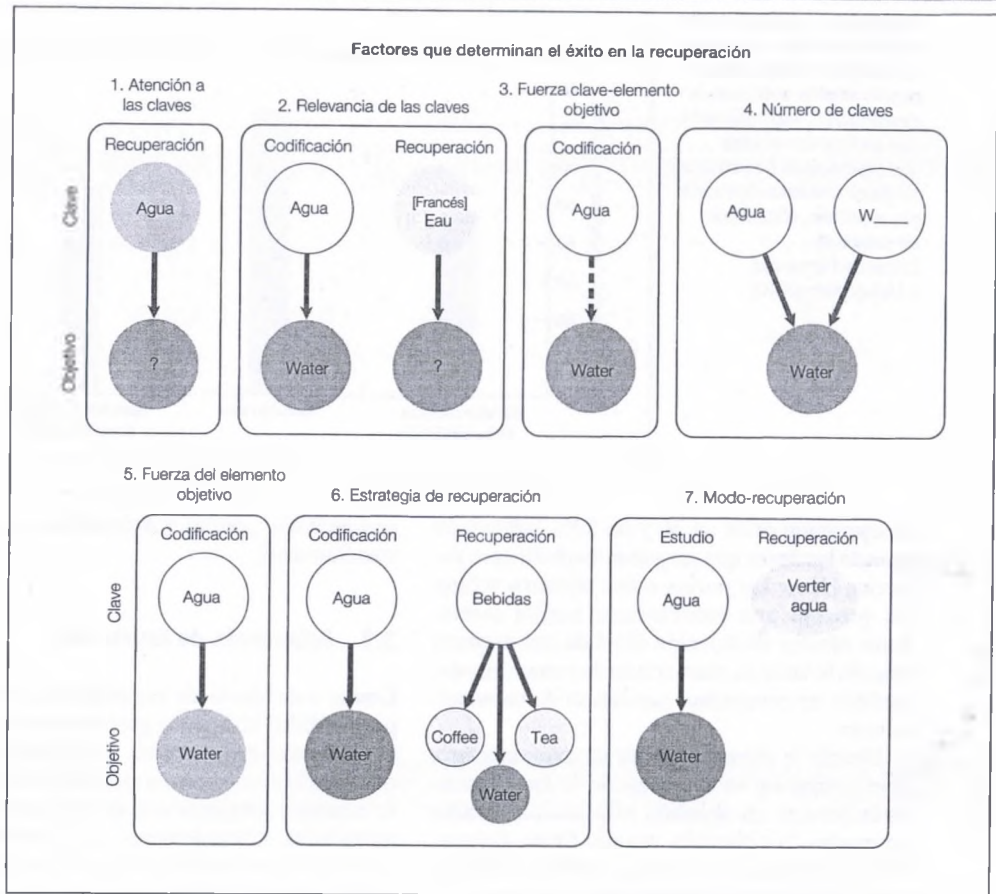 Factores que determinan el éxito en la recuperación
1. Atención a
las claves
2. Relevancia de las claves
3. Fuerza clave-elemento
objetivo
4. Número de claves
Clave
Objetivo
Recuperación
Agua
?
Codificación
Recuperación
Agua
[Francés]
Eau
Water
?
Codificación
Agua
Water
Agua
W___
Water
5. Fuerza del elemento
objetivo
6. Estrategia de recuperación
7. Modo-recuperación
Clave
Objetivo
Codificación
Agua
Water
Codificación
Recuperación
Agua
Bebidas
Water
Coffee
Tea
Water
Estudio
Recuperación
Agua
Verter
agua
Water